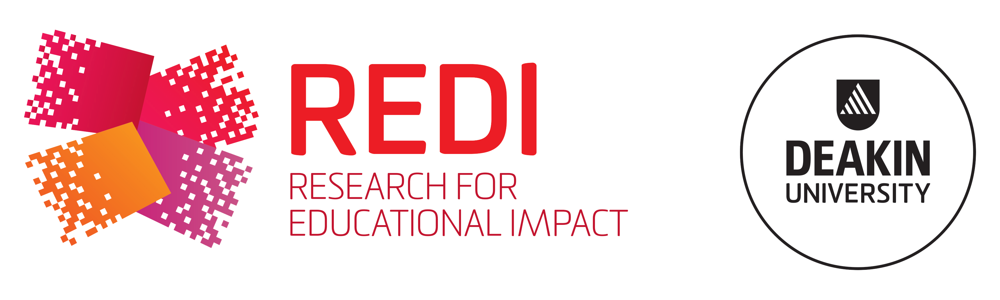 REDI
RESEARCH FOR
EDUCATIONAL IMPACT
DEAKIN
UNIVERSITY